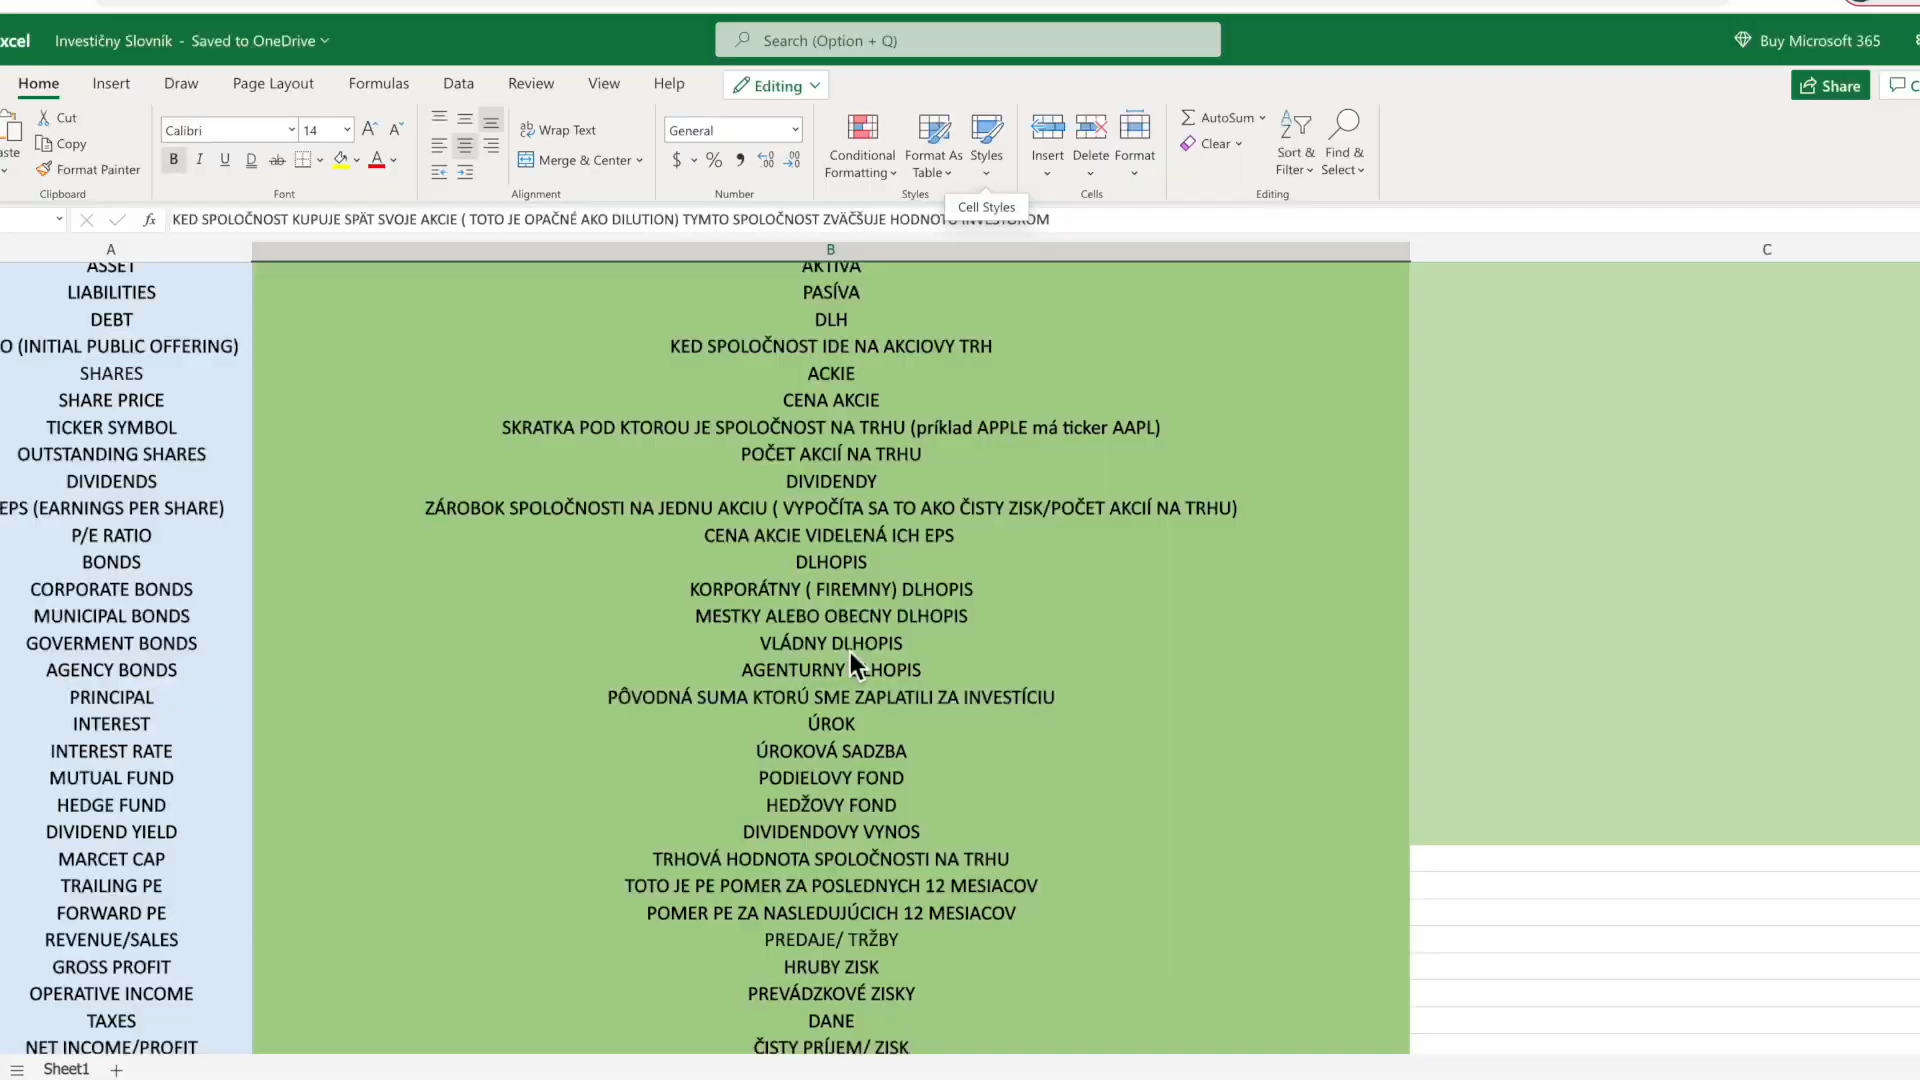 xcel Investičny Slovník - Saved to OneDrive Search (Option + Q) Buy Microsoft 365
Home Insert Draw Page Layout Formulas Data Review View Help Editing Share
Cut
Copy
Format Painter
Clipboard
Calibri 14
B I U D ab A
Font
Wrap Text
Merge & Center
Alignment
General
$ % 9
Number
Conditional Formatting
Format As Table
Styles
Styles
Cell Styles
Insert Delete Format
Cells
AutoSum
Clear
Sort & Filter
Find & Select
Editing
fx KED SPOLOČNOST KUPUJE SPÄT SVOJE AKCIE ( TOTO JE OPAČNÉ AKO DILUTION) TYMTO SPOLOČNOST ZVÄČŠUJE HODNOTU INVESTOROM
A B C
ASSET AKTÍVA
LIABILITIES PASÍVA
DEBT DLH
O (INITIAL PUBLIC OFFERING) KED SPOLOČNOST IDE NA AKCIOVY TRH
SHARES ACKIE
SHARE PRICE CENA AKCIE
TICKER SYMBOL SKRATKA POD KTOROU JE SPOLOČNOST NA TRHU (príklad APPLE má ticker AAPL)
OUTSTANDING SHARES POČET AKCIÍ NA TRHU
DIVIDENDS DIVIDENDY
EPS (EARNINGS PER SHARE) ZÁROBOK SPOLOČNOSTI NA JEDNU AKCIU ( VYPOČÍTA SA TO AKO ČISTY ZISK/POČET AKCIÍ NA TRHU)
P/E RATIO CENA AKCIE VIDELENÁ ICH EPS
BONDS DLHOPIS
CORPORATE BONDS KORPORÁTNY ( FIREMNY) DLHOPIS
MUNICIPAL BONDS MESTKY ALEBO OBECNY DLHOPIS
GOVERMENT BONDS VLÁDNY DLHOPIS
AGENCY BONDS AGENTURNY DLHOPIS
PRINCIPAL PÔVODNÁ SUMA KTORÚ SME ZAPLATILI ZA INVESTÍCIU
INTEREST ÚROK
INTEREST RATE ÚROKOVÁ SADZBA
MUTUAL FUND PODIELOVY FOND
HEDGE FUND HEDŽOVY FOND
DIVIDEND YIELD DIVIDENDOVY VYNOS
MARCET CAP TRHOVÁ HODNOTA SPOLOČNOSTI NA TRHU
TRAILING PE TOTO JE PE POMER ZA POSLEDNYCH 12 MESIACOV
FORWARD PE POMER PE ZA NASLEDUJÚCICH 12 MESIACOV
REVENUE/SALES PREDAJE/ TRŽBY
GROSS PROFIT HRUBY ZISK
OPERATIVE INCOME PREVÁDZKOVÉ ZISKY
TAXES DANE
NET INCOME/PROFIT ČISTY PRÍJEM/ ZISK
Sheet1